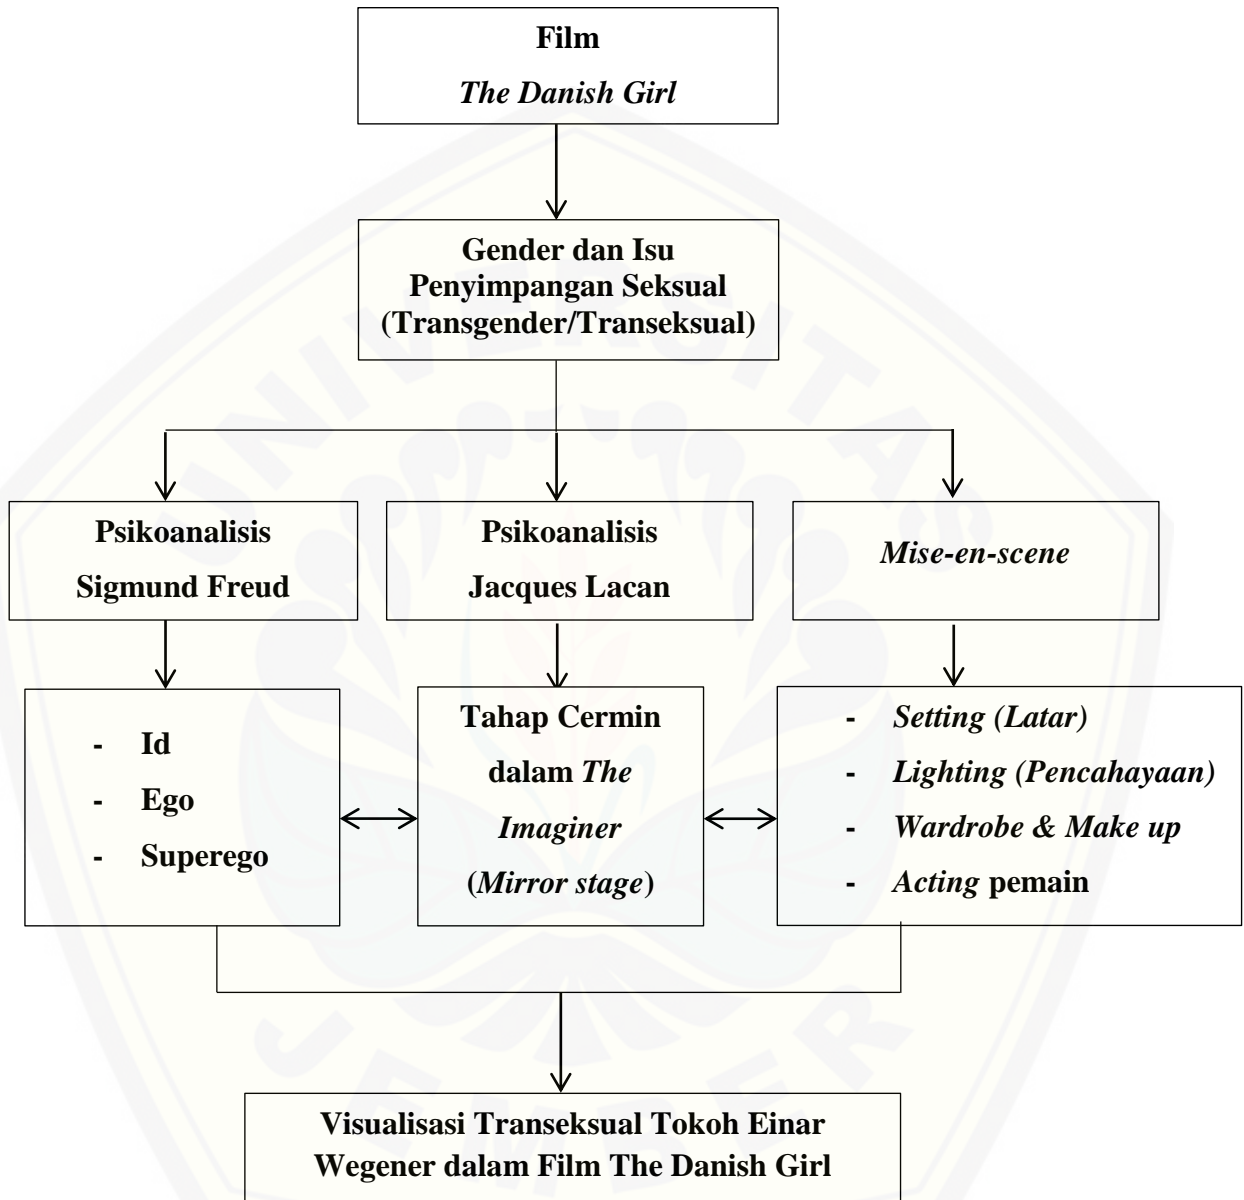 Film
The Danish Girl
Gender dan Isu
Penyimpangan Seksual
(Transgender/Transeksual)
Psikoanalisis
Sigmund Freud
Psikoanalisis
Jacques Lacan
Mise-en-scene
- Id
- Ego
- Superego
Tahap Cermin
dalam The
Imaginer
(Mirror stage)
- Setting (Latar)
- Lighting (Pencahayaan)
- Wardrobe & Make up
- Acting pemain
Visualisasi Transeksual Tokoh Einar
Wegener dalam Film The Danish Girl
UNIVERSITAS
JEMBER